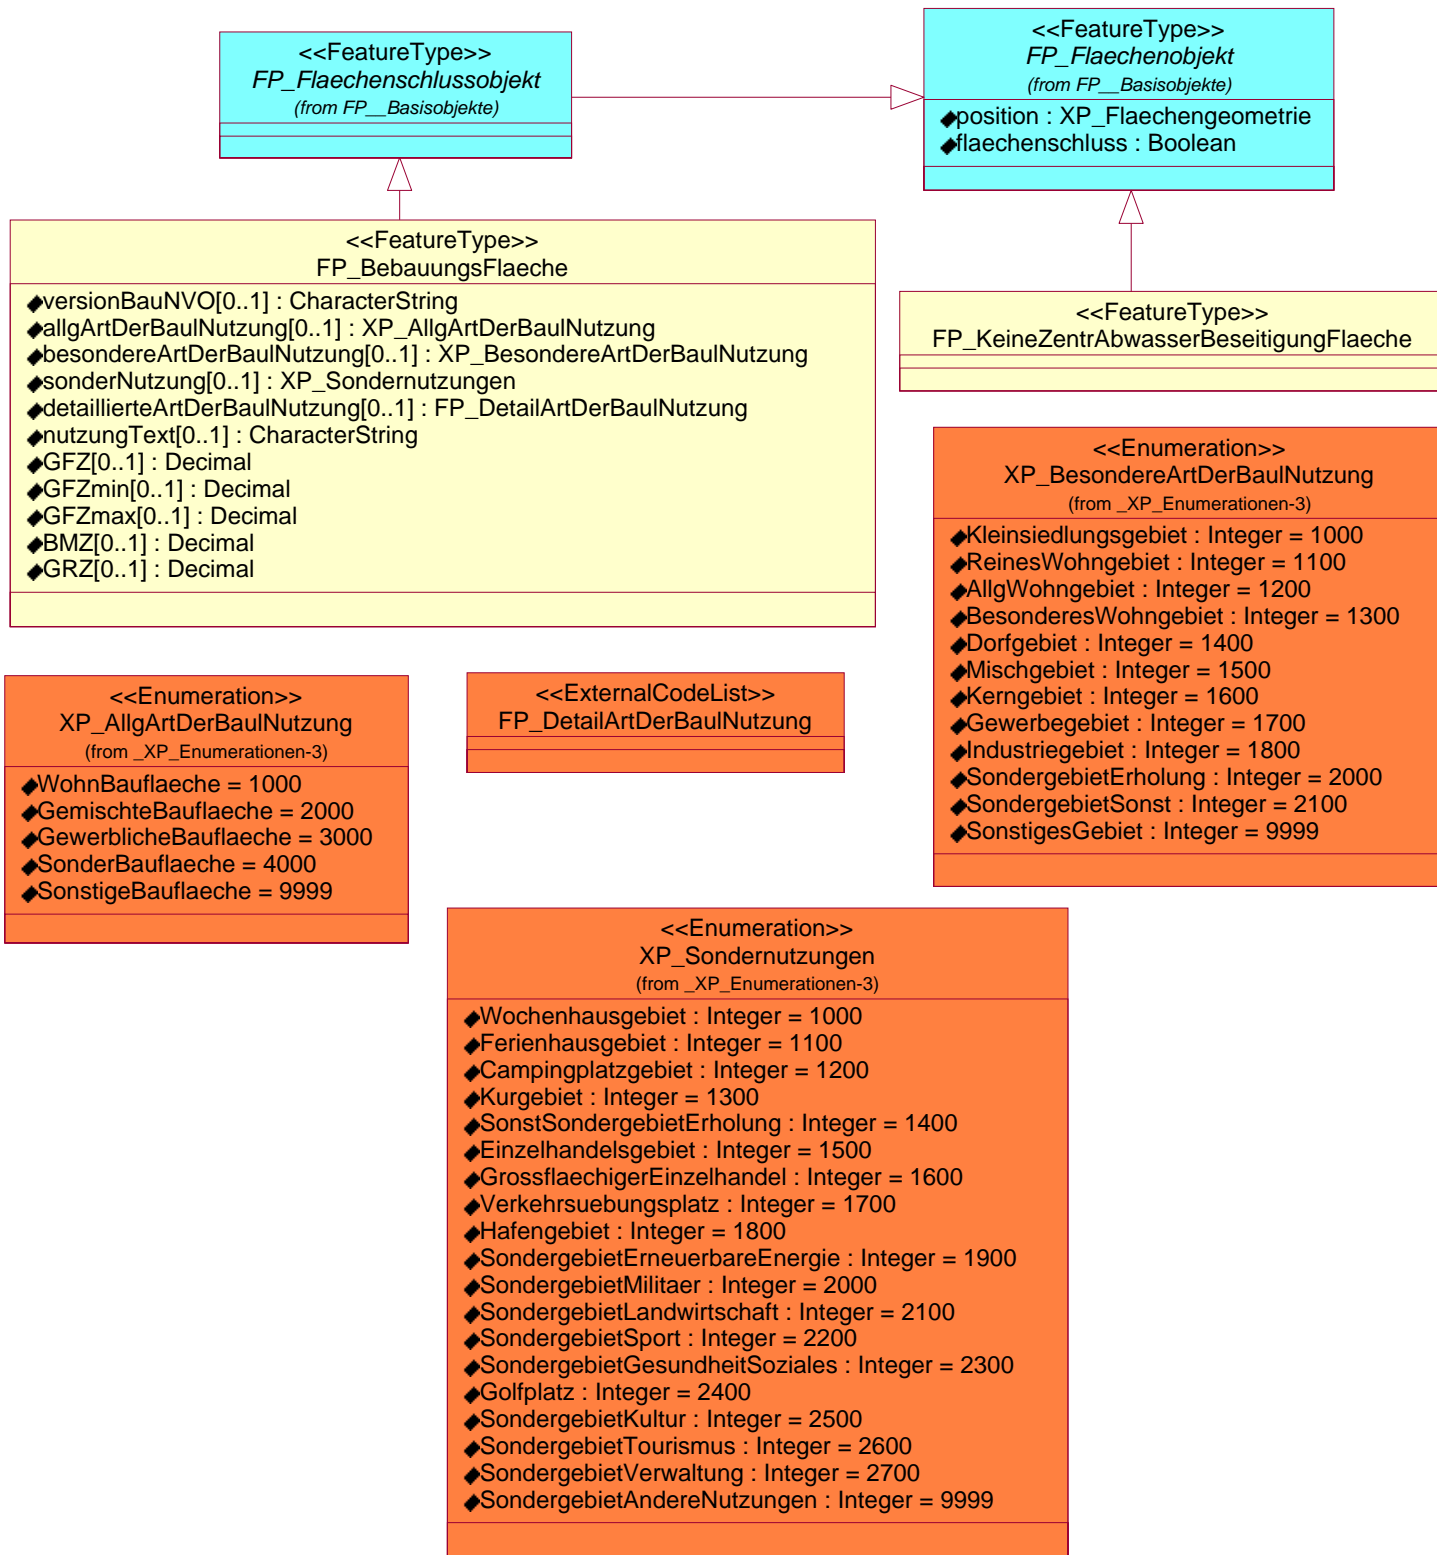 <<FeatureType>>
FP_Flaechenschlussobjekt
(from FP__Basisobjekte)
<<FeatureType>>
FP_Flaechenobjekt
(from FP__Basisobjekte)
position : XP_Flaechengeometrie
flaechenschluss : Boolean
<<FeatureType>>
FP_BebauungsFlaeche
versionBauNVO[0..1] : CharacterString
allgArtDerBaulNutzung[0..1] : XP_AllgArtDerBaulNutzung
besondereArtDerBaulNutzung[0..1] : XP_BesondereArtDerBaulNutzung
sonderNutzung[0..1] : XP_Sondernutzungen
detaillierteArtDerBaulNutzung[0..1] : FP_DetailArtDerBaulNutzung
nutzungText[0..1] : CharacterString
GFZ[0..1] : Decimal
GFZmin[0..1] : Decimal
GFZmax[0..1] : Decimal
BMZ[0..1] : Decimal
GRZ[0..1] : Decimal
<<FeatureType>>
FP_KeineZentrAbwasserBeseitigungFlaeche
<<Enumeration>>
XP_BesondereArtDerBaulNutzung
(from _XP_Enumerationen-3)
Kleinsiedlungsgebiet : Integer = 1000
ReinesWohngebiet : Integer = 1100
AllgWohngebiet : Integer = 1200
BesonderesWohngebiet : Integer = 1300
Dorfgebiet : Integer = 1400
Mischgebiet : Integer = 1500
Kerngebiet : Integer = 1600
Gewerbegebiet : Integer = 1700
Industriegebiet : Integer = 1800
SondergebietErholung : Integer = 2000
SondergebietSonst : Integer = 2100
SonstigesGebiet : Integer = 9999
<<Enumeration>>
XP_AllgArtDerBaulNutzung
(from _XP_Enumerationen-3)
WohnBauflaeche = 1000
GemischteBauflaeche = 2000
GewerblicheBauflaeche = 3000
SonderBauflaeche = 4000
SonstigeBauflaeche = 9999
<<ExternalCodeList>>
FP_DetailArtDerBaulNutzung
<<Enumeration>>
XP_Sondernutzungen
(from _XP_Enumerationen-3)
Wochenhausgebiet : Integer = 1000
Ferienhausgebiet : Integer = 1100
Campingplatzgebiet : Integer = 1200
Kurgebiet : Integer = 1300
SonstSondergebietErholung : Integer = 1400
Einzelhandelsgebiet : Integer = 1500
GrossflaechigerEinzelhandel : Integer = 1600
Verkehrsuebungsplatz : Integer = 1700
Hafengebiet : Integer = 1800
SondergebietErneuerbareEnergie : Integer = 1900
SondergebietMilitaer : Integer = 2000
SondergebietLandwirtschaft : Integer = 2100
SondergebietSport : Integer = 2200
SondergebietGesundheitSoziales : Integer = 2300
Golfplatz : Integer = 2400
SondergebietKultur : Integer = 2500
SondergebietTourismus : Integer = 2600
SondergebietVerwaltung : Integer = 2700
SondergebietAndereNutzungen : Integer = 9999